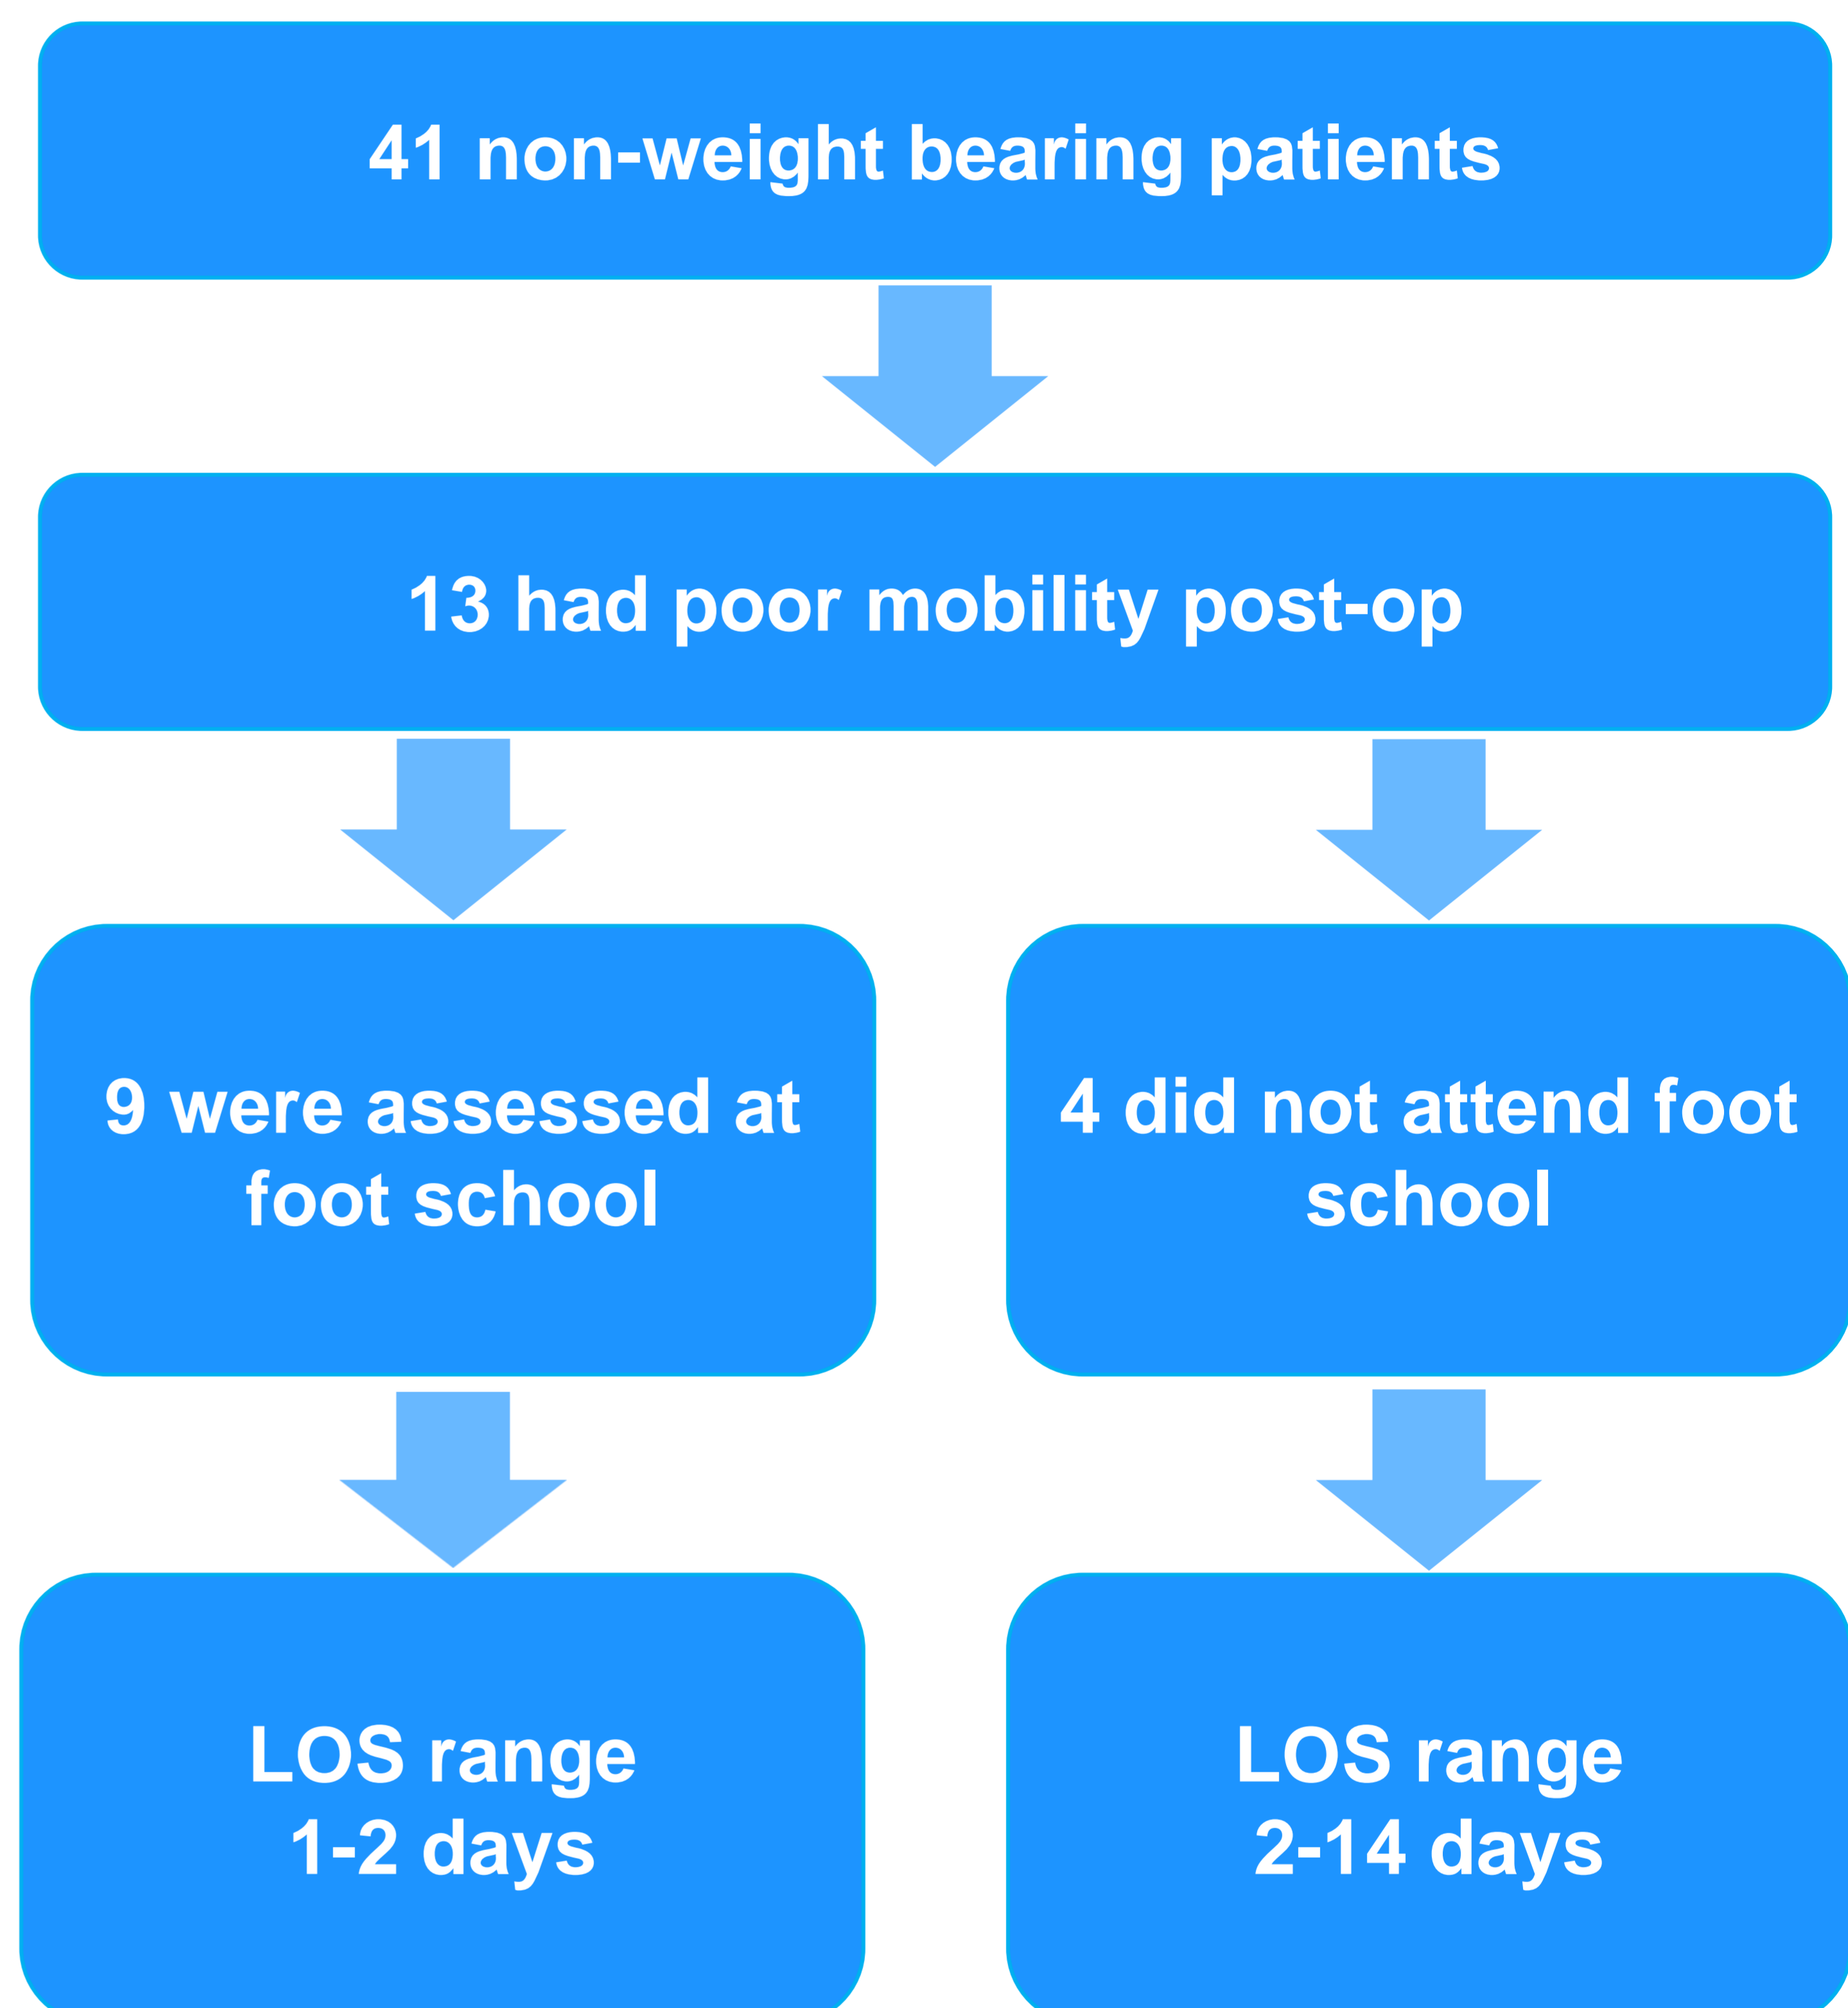 41 non-weight bearing patients
13 had poor mobility post-op
9 were assessed at
foot school
4 did not attend foot
school
LOS range
1-2 days
LOS range
2-14 days